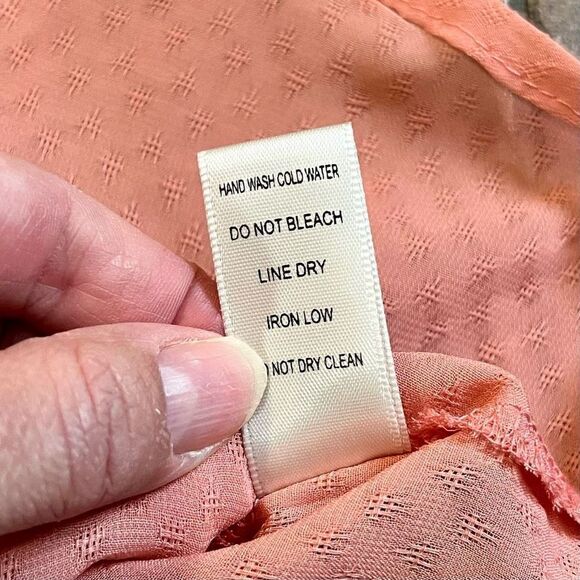 HAND WASH COLD WATER
DO NOT BLEACH
LINE DRY
IRON LOW
NOT DRY CLEAN